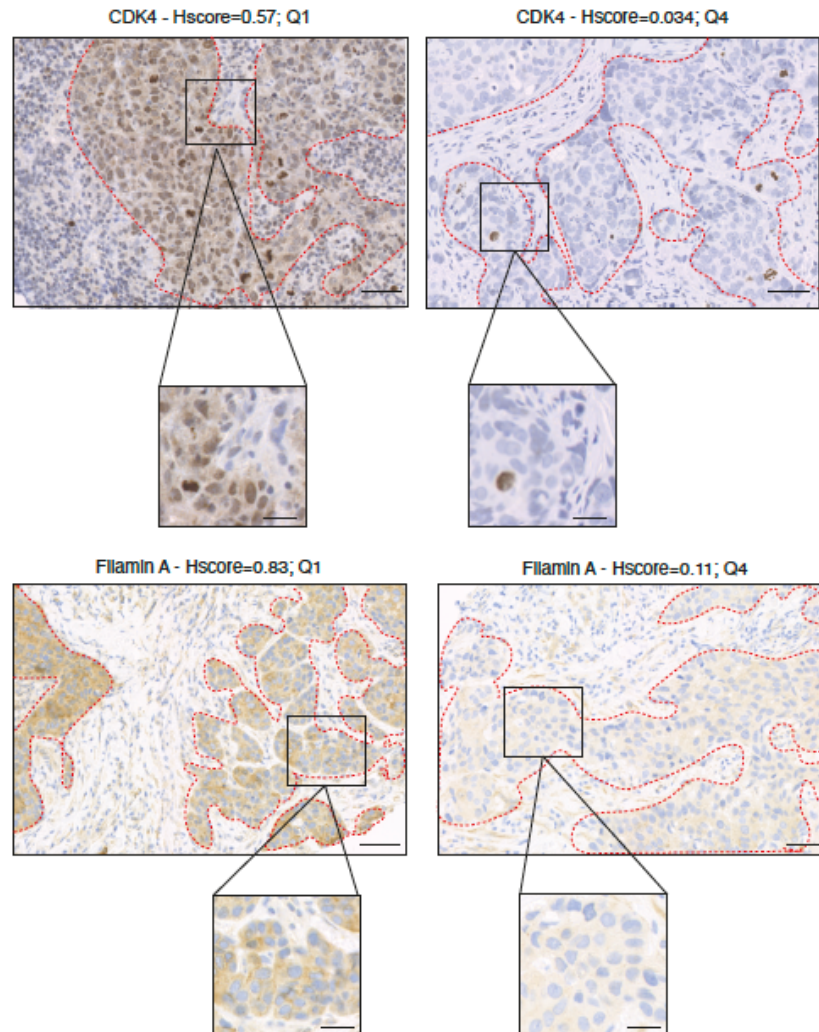 CDK4 - Hscore=0.57; Q1
CDK4 - Hscore=0.034; Q4
Filamin A - Hscore=0.83; Q1
Filamin A - Hscore=0.11; Q4